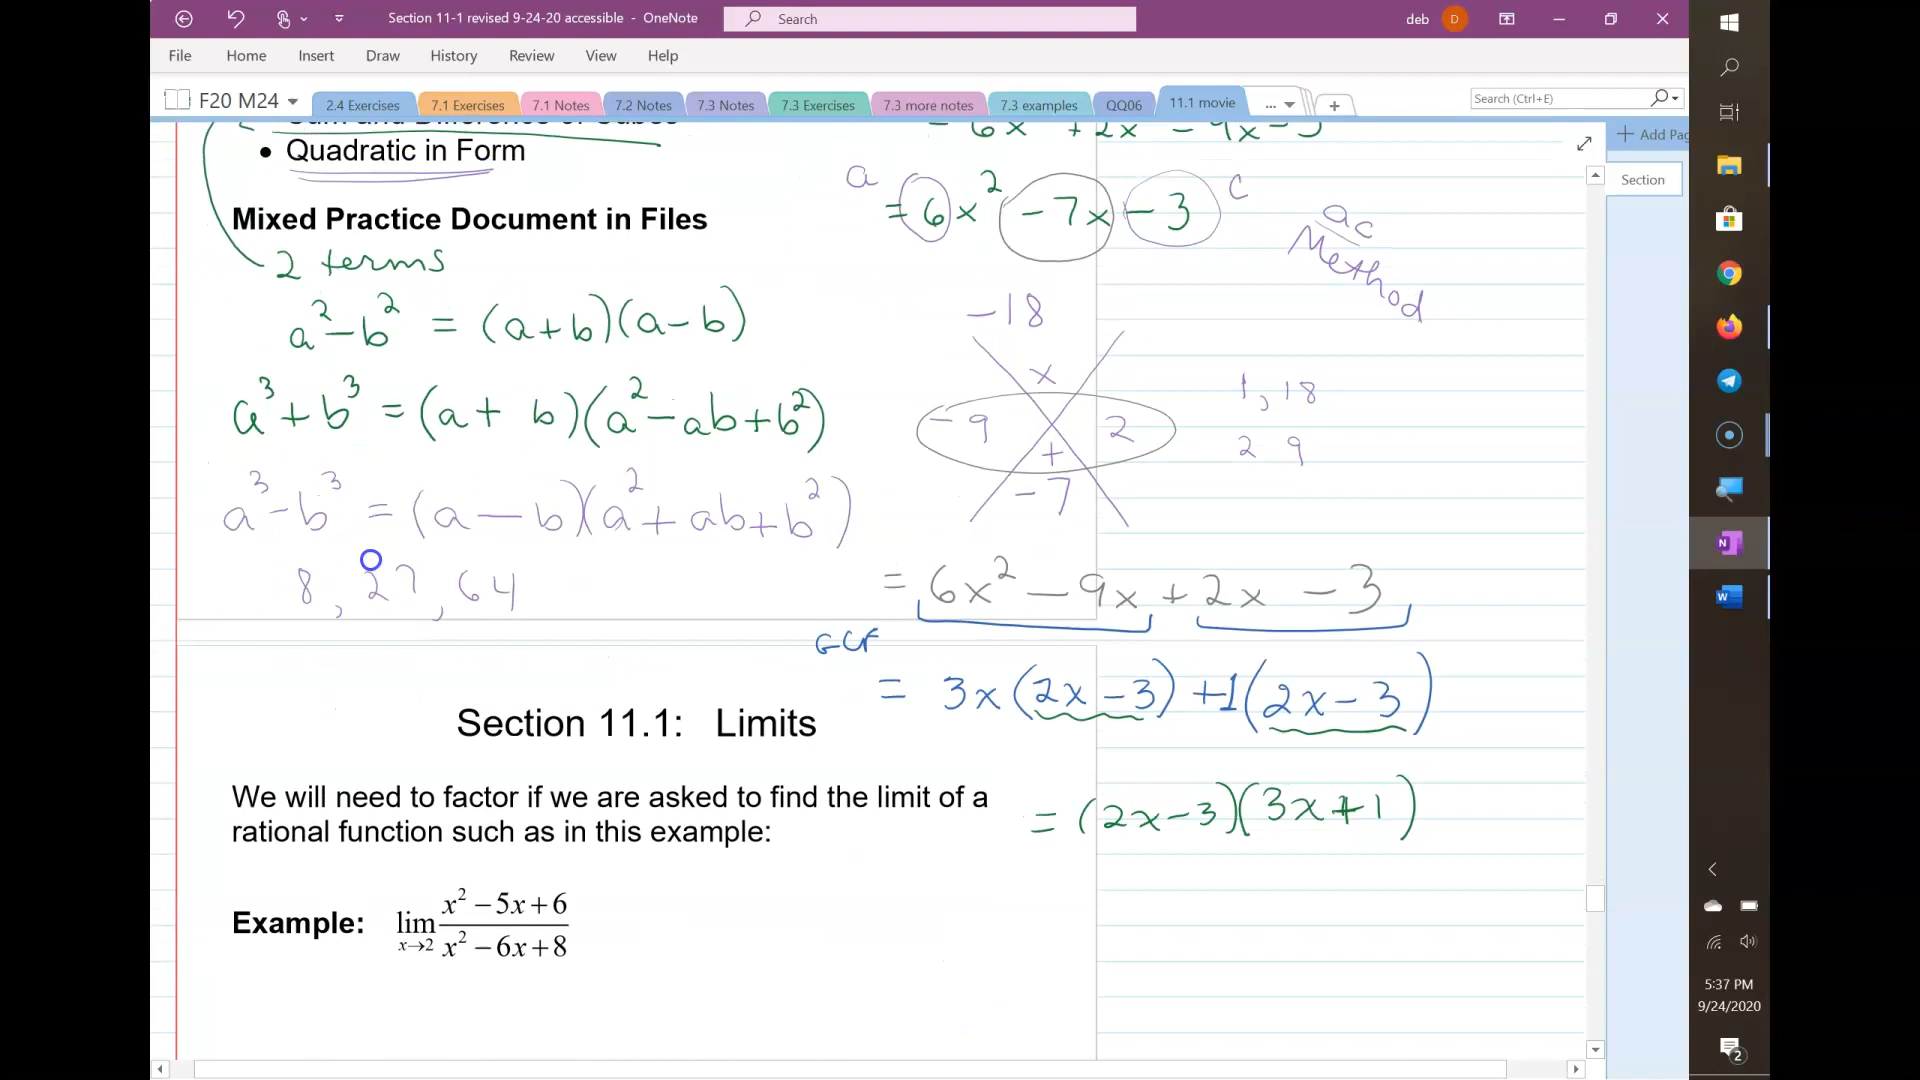 Section 11-1 revised 9-24-20 accessible - OneNote
Search
deb
D
File Home Insert Draw History Review View Help
F20 M24
2.4 Exercises
7.1 Exercises
7.1 Notes
7.2 Notes
7.3 Notes
7.3 Exercises
7.3 more notes
7.3 examples
QQ06
11.1 movie
...
+
Search (Ctrl+E)
+ Add Pag
Section
• Quadratic in Form
Mixed Practice Document in Files
2 terms
a² - b² = (a+b)(a-b)
a³ + b³ = (a + b)(a² - ab + b²)
a³ - b³ = (a - b)(a² + ab + b²)
8, 27, 64
= 6x² + 2x - 9x - 3
a
c
= 6x² - 7x - 3
ac
Method
-18
x
-9 2
+
-7
1, 18
2 9
= 6x² - 9x + 2x - 3
GCF
= 3x(2x - 3) + 1(2x - 3)
= (2x - 3)(3x + 1)
Section 11.1: Limits
We will need to factor if we are asked to find the limit of a
rational function such as in this example:
Example: lim x→2 x² - 5x + 6 / x² - 6x + 8
5:37 PM
9/24/2020
2